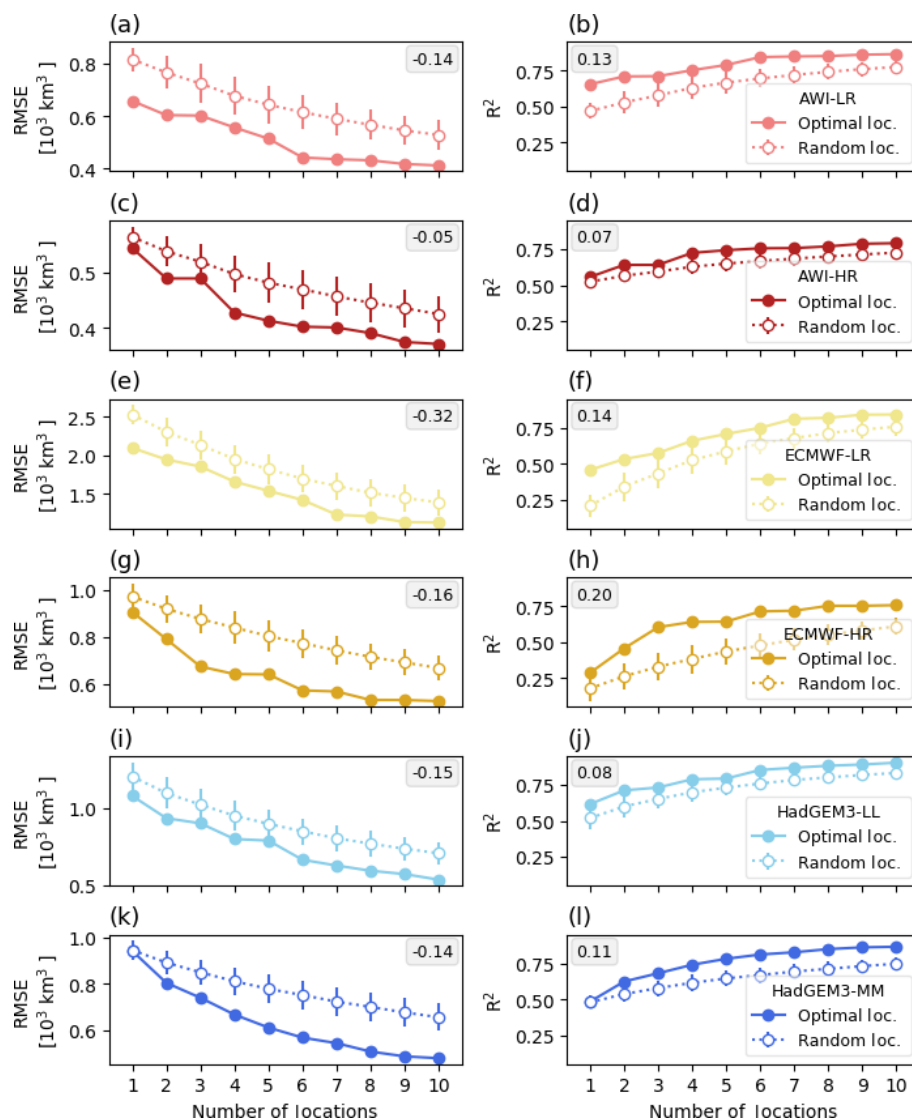 (a)
(b)
RMSE
[10³ km³ ]
0.8
0.6
0.4
-0.14
R²
0.75
0.50
0.25
0.13
AWI-LR
Optimal loc.
Random loc.
(c)
(d)
RMSE
[10³ km³ ]
0.5
0.4
-0.05
R²
0.75
0.50
0.25
0.07
AWI-HR
Optimal loc.
Random loc.
(e)
(f)
RMSE
[10³ km³ ]
2.5
2.0
1.5
-0.32
R²
0.75
0.50
0.25
0.14
ECMWF-LR
Optimal loc.
Random loc.
(g)
(h)
RMSE
[10³ km³ ]
1.0
0.8
0.6
-0.16
R²
0.75
0.50
0.25
0.20
ECMWF-HR
Optimal loc.
Random loc.
(i)
(j)
RMSE
[10³ km³ ]
1.0
0.5
-0.15
R²
0.75
0.50
0.25
0.08
HadGEM3-LL
Optimal loc.
Random loc.
(k)
(l)
RMSE
[10³ km³ ]
1.0
0.8
0.6
-0.14
R²
0.75
0.50
0.25
0.11
HadGEM3-MM
Optimal loc.
Random loc.
1 2 3 4 5 6 7 8 9 10
1 2 3 4 5 6 7 8 9 10
Number of locations
Number of locations